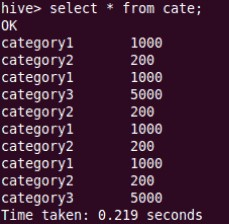 hive> select * from cate;
OK
category1	1000
category2	200
category1	1000
category3	5000
category2	200
category1	1000
category2	200
category1	1000
category2	200
category3	5000
Time taken: 0.219 seconds